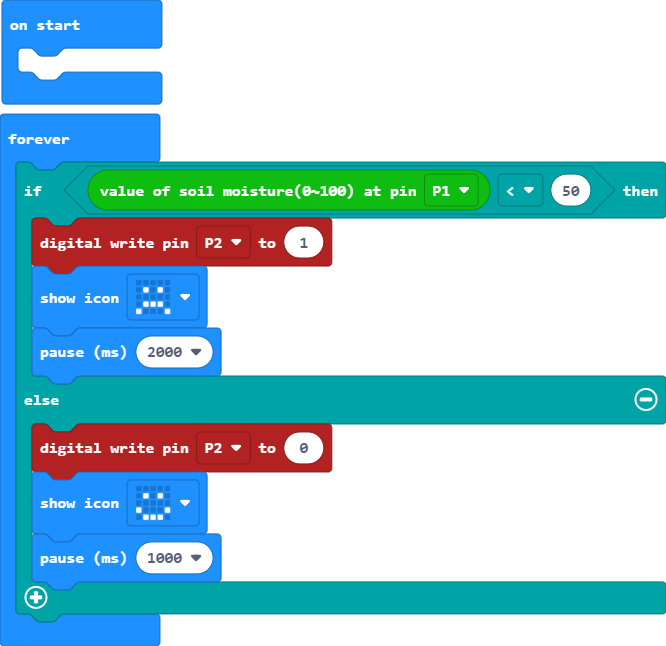 on start
forever
if value of soil moisture(0~100) at pin P1 < 50 then
digital write pin P2 to 1
show icon
pause (ms) 2000
else
digital write pin P2 to 0
show icon
pause (ms) 1000